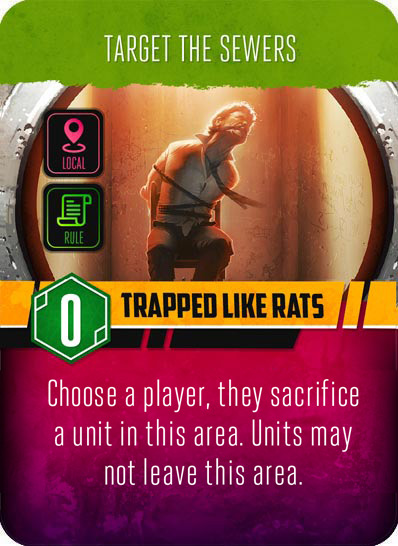 TARGET THE SEWERS
LOCAL
RULE
0 TRAPPED LIKE RATS
Choose a player, they sacrifice
a unit in this area. Units may
not leave this area.